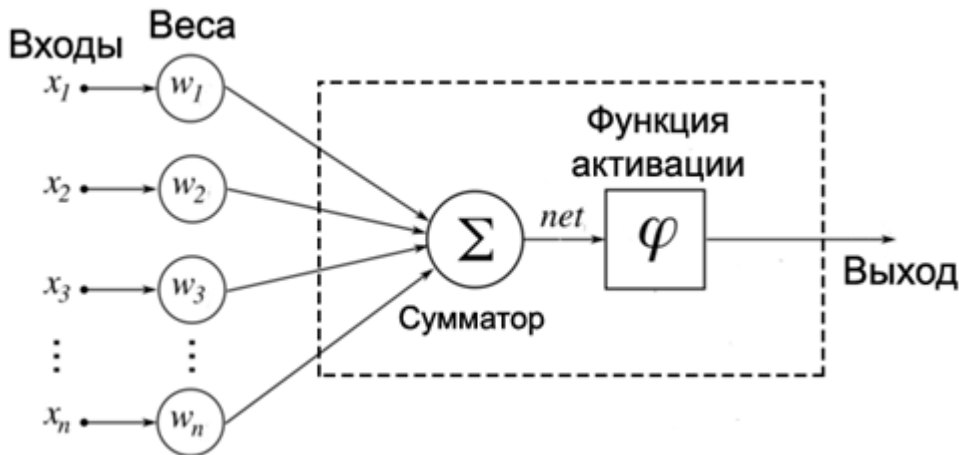 Входы
Веса
x1
w1
x2
w2
x3
w3
⋮
⋮
xn
wn
Σ
Сумматор
net
Функция
активации
φ
Выход